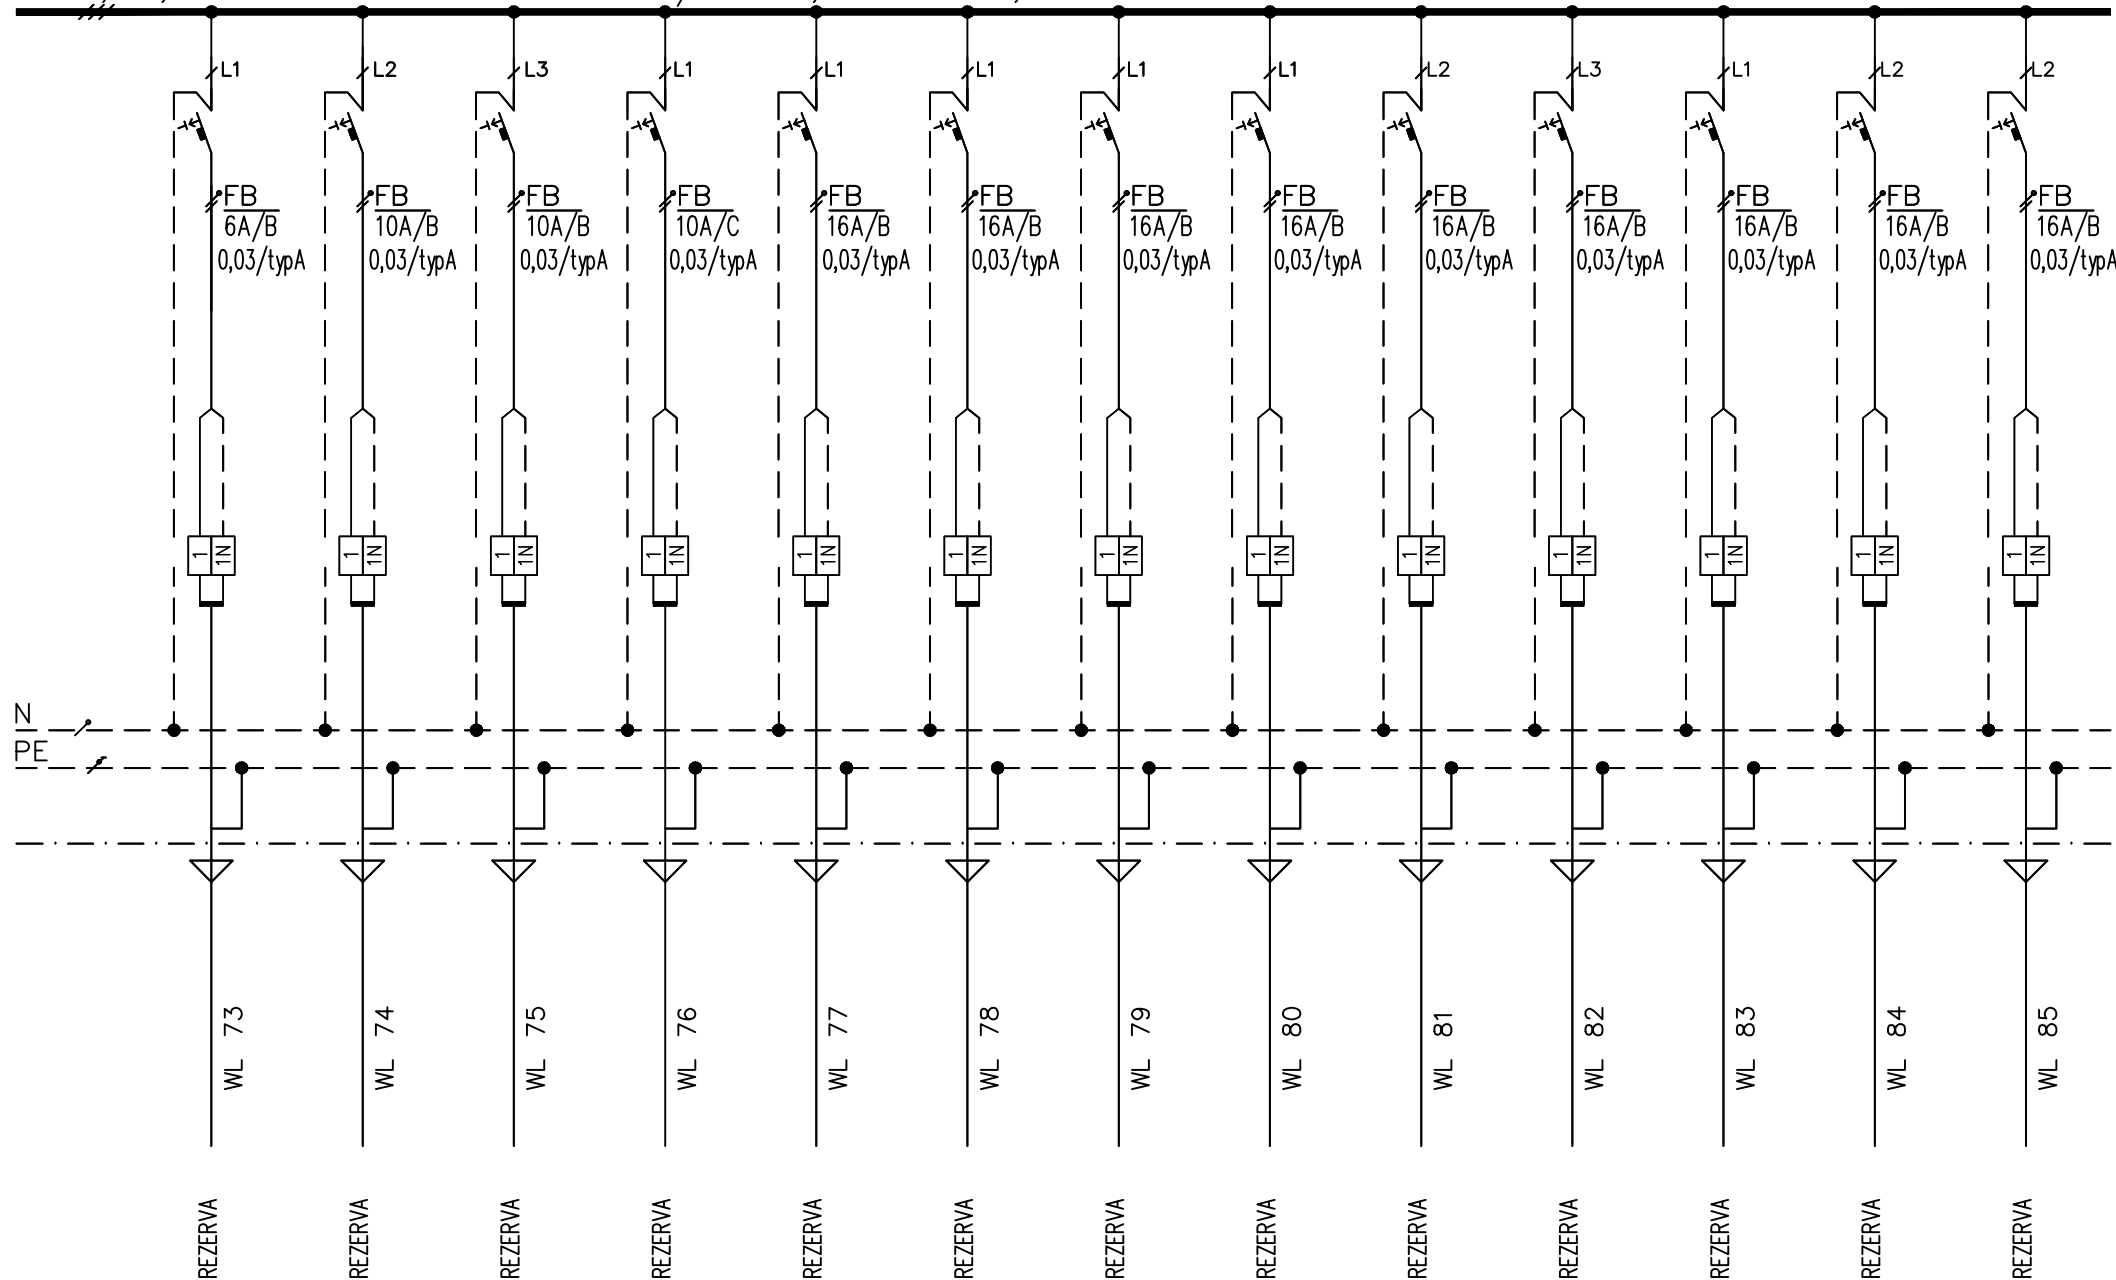 L1 L2 L3 L1 L1 L1 L1 L1 L2 L3 L1 L2 L2
FB FB FB FB FB FB FB FB FB FB FB FB FB
6A/B 10A/B 10A/B 10A/C 16A/B 16A/B 16A/B 16A/B 16A/B 16A/B 16A/B 16A/B 16A/B
0,03/typA 0,03/typA 0,03/typA 0,03/typA 0,03/typA 0,03/typA 0,03/typA 0,03/typA 0,03/typA 0,03/typA 0,03/typA 0,03/typA 0,03/typA
1 1N 1 1N 1 1N 1 1N 1 1N 1 1N 1 1N 1 1N 1 1N 1 1N 1 1N 1 1N 1 1N
N
PE
WL 73
WL 74
WL 75
WL 76
WL 77
WL 78
WL 79
WL 80
WL 81
WL 82
WL 83
WL 84
WL 85
REZERVA
REZERVA
REZERVA
REZERVA
REZERVA
REZERVA
REZERVA
REZERVA
REZERVA
REZERVA
REZERVA
REZERVA
REZERVA